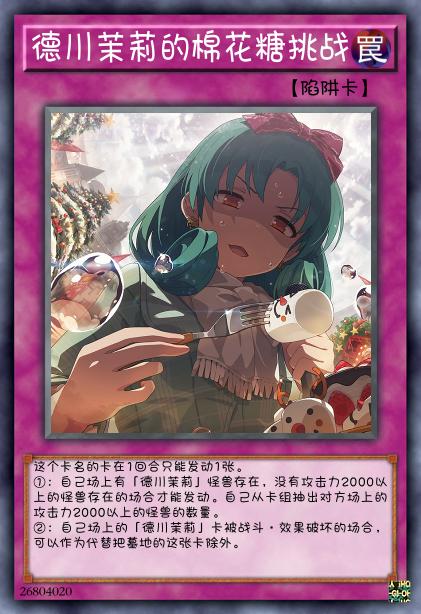 德川茉莉的棉花糖挑战
罠
【陷阱卡】
这个卡名的卡在1回合只能发动1张。
①：自己场上有「德川茉莉」怪兽存在，没有攻击力2000以
上的怪兽存在的场合才能发动。自己从卡组抽出对方场上的
攻击力2000以上的怪兽的数量。
②：自己场上的「德川茉莉」卡被战斗·效果破坏的场合，
可以作为代替把墓地的这张卡除外。
26804020